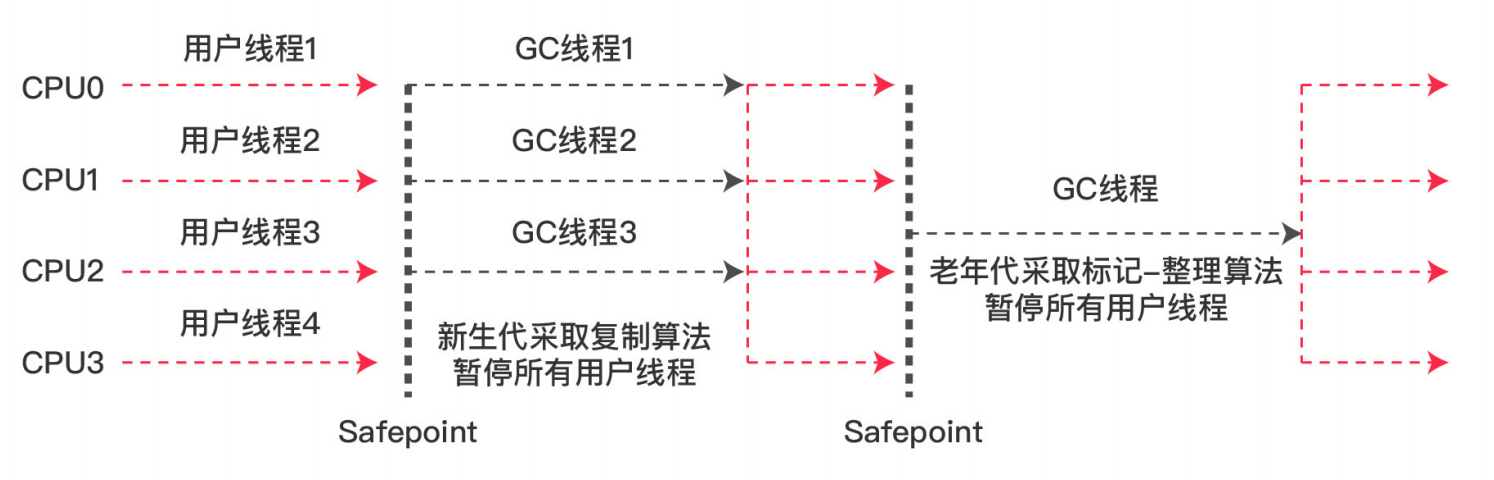 用户线程1
GC线程1
CPU0
用户线程2
GC线程2
CPU1
GC线程
用户线程3
GC线程3
CPU2
老年代采取标记–整理算法
暂停所有用户线程
用户线程4
新生代采取复制算法
CPU3
暂停所有用户线程
Safepoint
Safepoint